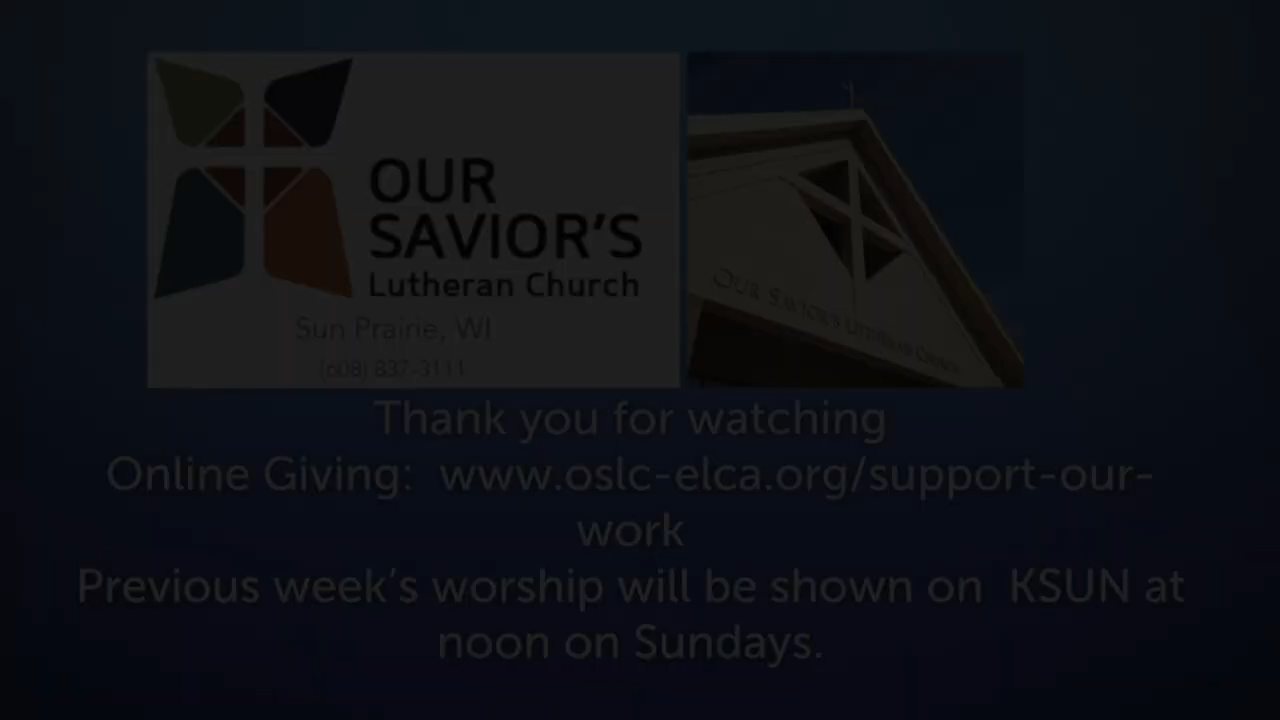 OUR
SAVIOR'S
Lutheran Church
Sun Prairie, WI
(608) 837-3111
OUR SAVIOR'S LUTHERAN CHURCH
Thank you for watching
Online Giving:  www.oslc-elca.org/support-our-
work
Previous week's worship will be shown on  KSUN at
noon on Sundays.